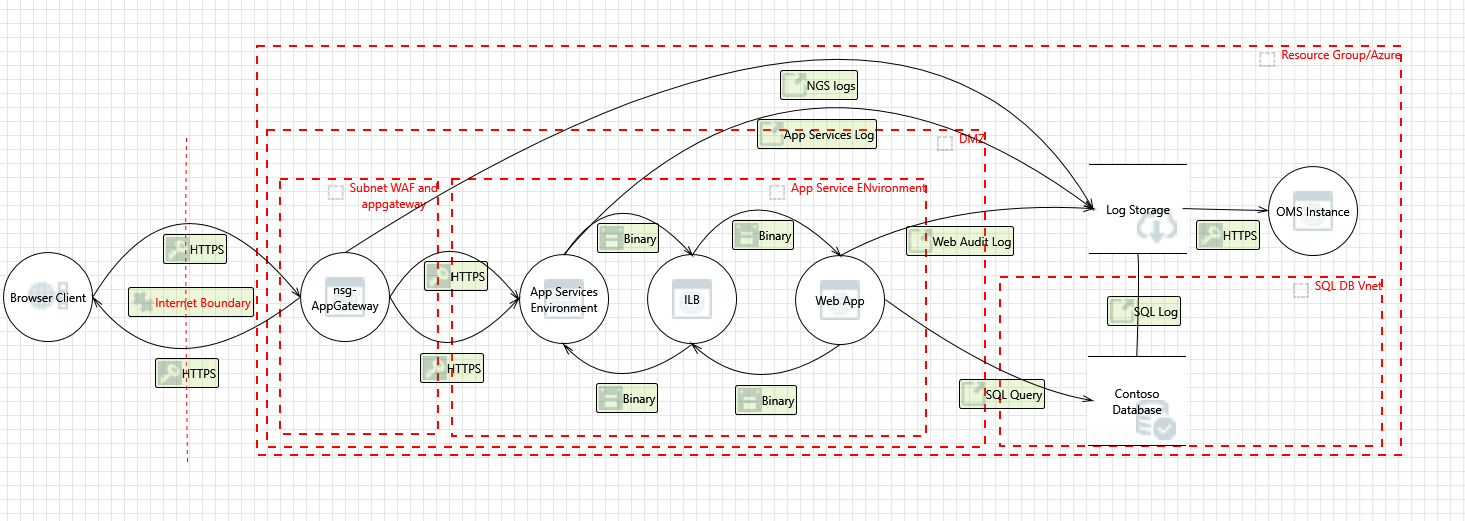 Resource Group/Azure
NGS logs
App Services Log
DMZ
Subnet WAF and
appgateway
App Service ENvironment
Log Storage
OMS Instance
HTTPS
Binary
Binary
Web Audit Log
HTTPS
HTTPS
Browser Client
Internet Boundary
nsg-
AppGateway
App Services
Environment
ILB
Web App
SQL DB Vnet
SQL Log
HTTPS
HTTPS
Binary
Binary
SQL Query
Contoso
Database